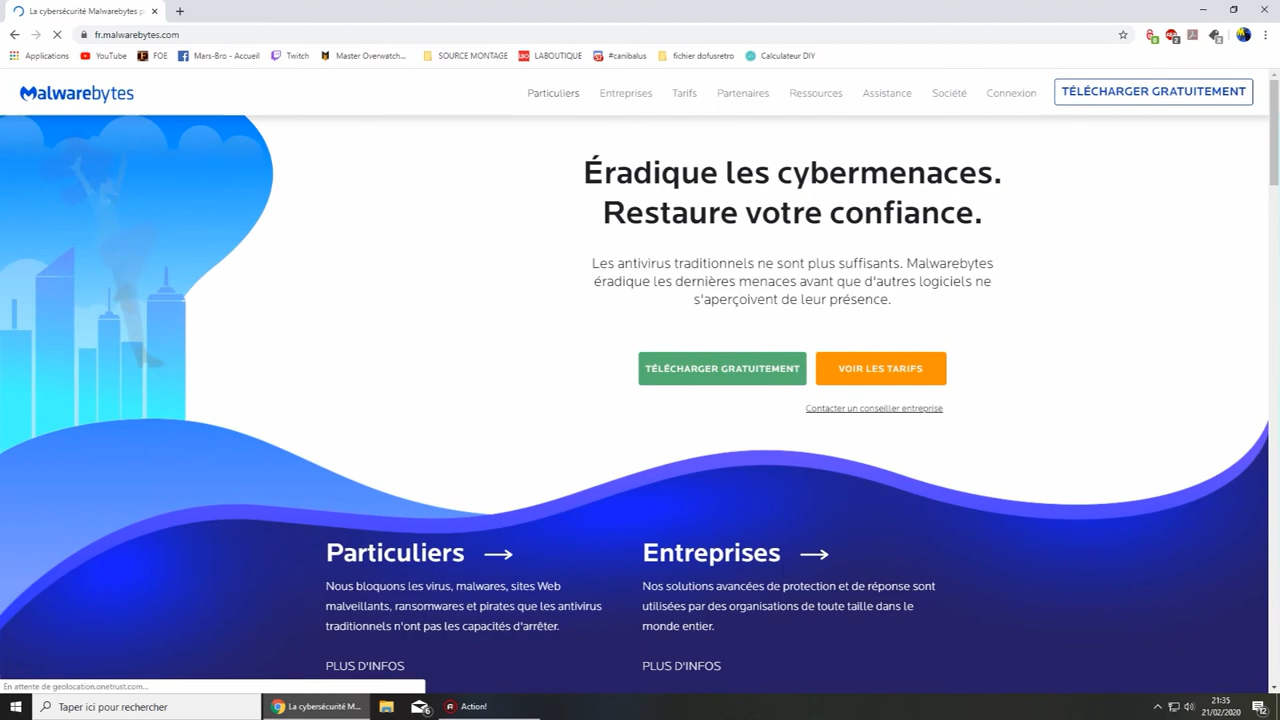 La cybersécurité Malwarebytes p
fr.malwarebytes.com
Applications YouTube FOE Mars-Bro - Accueil Twitch Master Overwatch... SOURCE MONTAGE LABOUTIQUE #canibalus fichier dofusretro Calculateur DIY
Malwarebytes
Particuliers Entreprises Tarifs Partenaires Ressources Assistance Société Connexion TÉLÉCHARGER GRATUITEMENT
Éradique les cybermenaces.
Restaure votre confiance.
Les antivirus traditionnels ne sont plus suffisants. Malwarebytes
éradique les dernières menaces avant que d'autres logiciels ne
s'aperçoivent de leur présence.
TÉLÉCHARGER GRATUITEMENT VOIR LES TARIFS
Contacter un conseiller entreprise
Particuliers
Nous bloquons les virus, malwares, sites Web
malveillants, ransomwares et pirates que les antivirus
traditionnels n'ont pas les capacités d'arrêter.
PLUS D'INFOS
Entreprises
Nos solutions avancées de protection et de réponse sont
utilisées par des organisations de toute taille dans le
monde entier.
PLUS D'INFOS
En attente de geolocation.onetrust.com...
Taper ici pour rechercher
La cybersécurité M...
6
Action!
21:35
21/02/2020
12